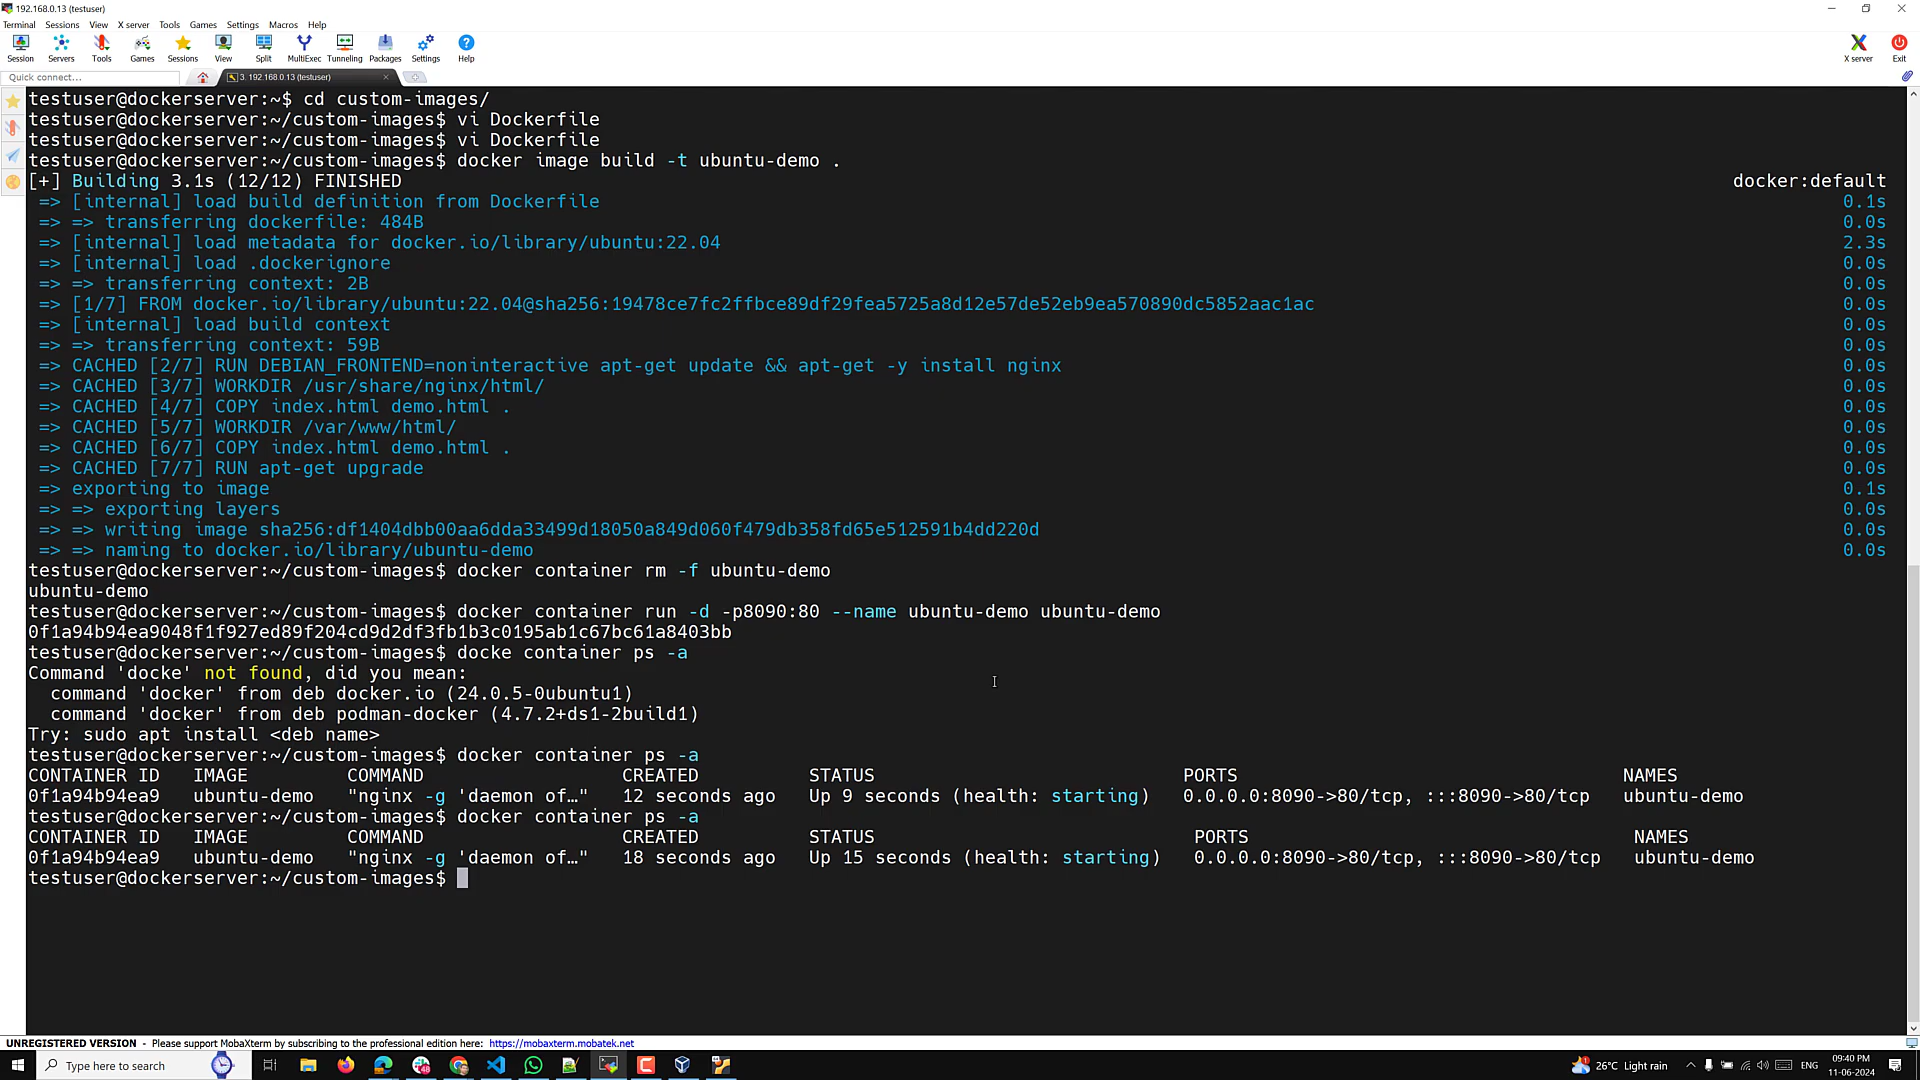 192.168.0.13 (testuser)
Terminal Sessions View X server Tools Games Settings Macros Help
Session Servers Tools Games Sessions View Split MultiExec Tunneling Packages Settings Help X server Exit
Quick connect... 3. 192.168.0.13 (testuser)
testuser@dockerserver:~$ cd custom-images/
testuser@dockerserver:~/custom-images$ vi Dockerfile
testuser@dockerserver:~/custom-images$ vi Dockerfile
testuser@dockerserver:~/custom-images$ docker image build -t ubuntu-demo .
[+] Building 3.1s (12/12) FINISHED docker:default
=> [internal] load build definition from Dockerfile 0.1s
=> => transferring dockerfile: 484B 0.0s
=> [internal] load metadata for docker.io/library/ubuntu:22.04 2.3s
=> [internal] load .dockerignore 0.0s
=> => transferring context: 2B 0.0s
=> [1/7] FROM docker.io/library/ubuntu:22.04@sha256:19478ce7fc2ffbce89df29fea5725a8d12e57de52eb9ea570890dc5852aac1ac 0.0s
=> [internal] load build context 0.0s
=> => transferring context: 59B 0.0s
=> CACHED [2/7] RUN DEBIAN_FRONTEND=noninteractive apt-get update && apt-get -y install nginx 0.0s
=> CACHED [3/7] WORKDIR /usr/share/nginx/html/ 0.0s
=> CACHED [4/7] COPY index.html demo.html . 0.0s
=> CACHED [5/7] WORKDIR /var/www/html/ 0.0s
=> CACHED [6/7] COPY index.html demo.html . 0.0s
=> CACHED [7/7] RUN apt-get upgrade 0.0s
=> exporting to image 0.1s
=> => exporting layers 0.0s
=> => writing image sha256:df1404dbb00aa6dda33499d18050a849d060f479db358fd65e512591b4dd220d 0.0s
=> => naming to docker.io/library/ubuntu-demo 0.0s
testuser@dockerserver:~/custom-images$ docker container rm -f ubuntu-demo
ubuntu-demo
testuser@dockerserver:~/custom-images$ docker container run -d -p8090:80 --name ubuntu-demo ubuntu-demo
0f1a94b94ea9048f1f927ed89f204cd9d2df3fb1b3c0195ab1c67bc61a8403bb
testuser@dockerserver:~/custom-images$ docke container ps -a
Command 'docke' not found, did you mean:
command 'docker' from deb docker.io (24.0.5-0ubuntu1)
command 'docker' from deb podman-docker (4.7.2+ds1-2build1)
Try: sudo apt install <deb name>
testuser@dockerserver:~/custom-images$ docker container ps -a
CONTAINER ID IMAGE COMMAND CREATED STATUS PORTS NAMES
0f1a94b94ea9 ubuntu-demo "nginx -g 'daemon of…" 12 seconds ago Up 9 seconds (health: starting) 0.0.0.0:8090->80/tcp, :::8090->80/tcp ubuntu-demo
testuser@dockerserver:~/custom-images$ docker container ps -a
CONTAINER ID IMAGE COMMAND CREATED STATUS PORTS NAMES
0f1a94b94ea9 ubuntu-demo "nginx -g 'daemon of…" 18 seconds ago Up 15 seconds (health: starting) 0.0.0.0:8090->80/tcp, :::8090->80/tcp ubuntu-demo
testuser@dockerserver:~/custom-images$
UNREGISTERED VERSION - Please support MobaXterm by subscribing to the professional edition here: https://mobaxterm.mobatek.net
Type here to search 26°C Light rain ENG 09:40 PM
11-06-2024